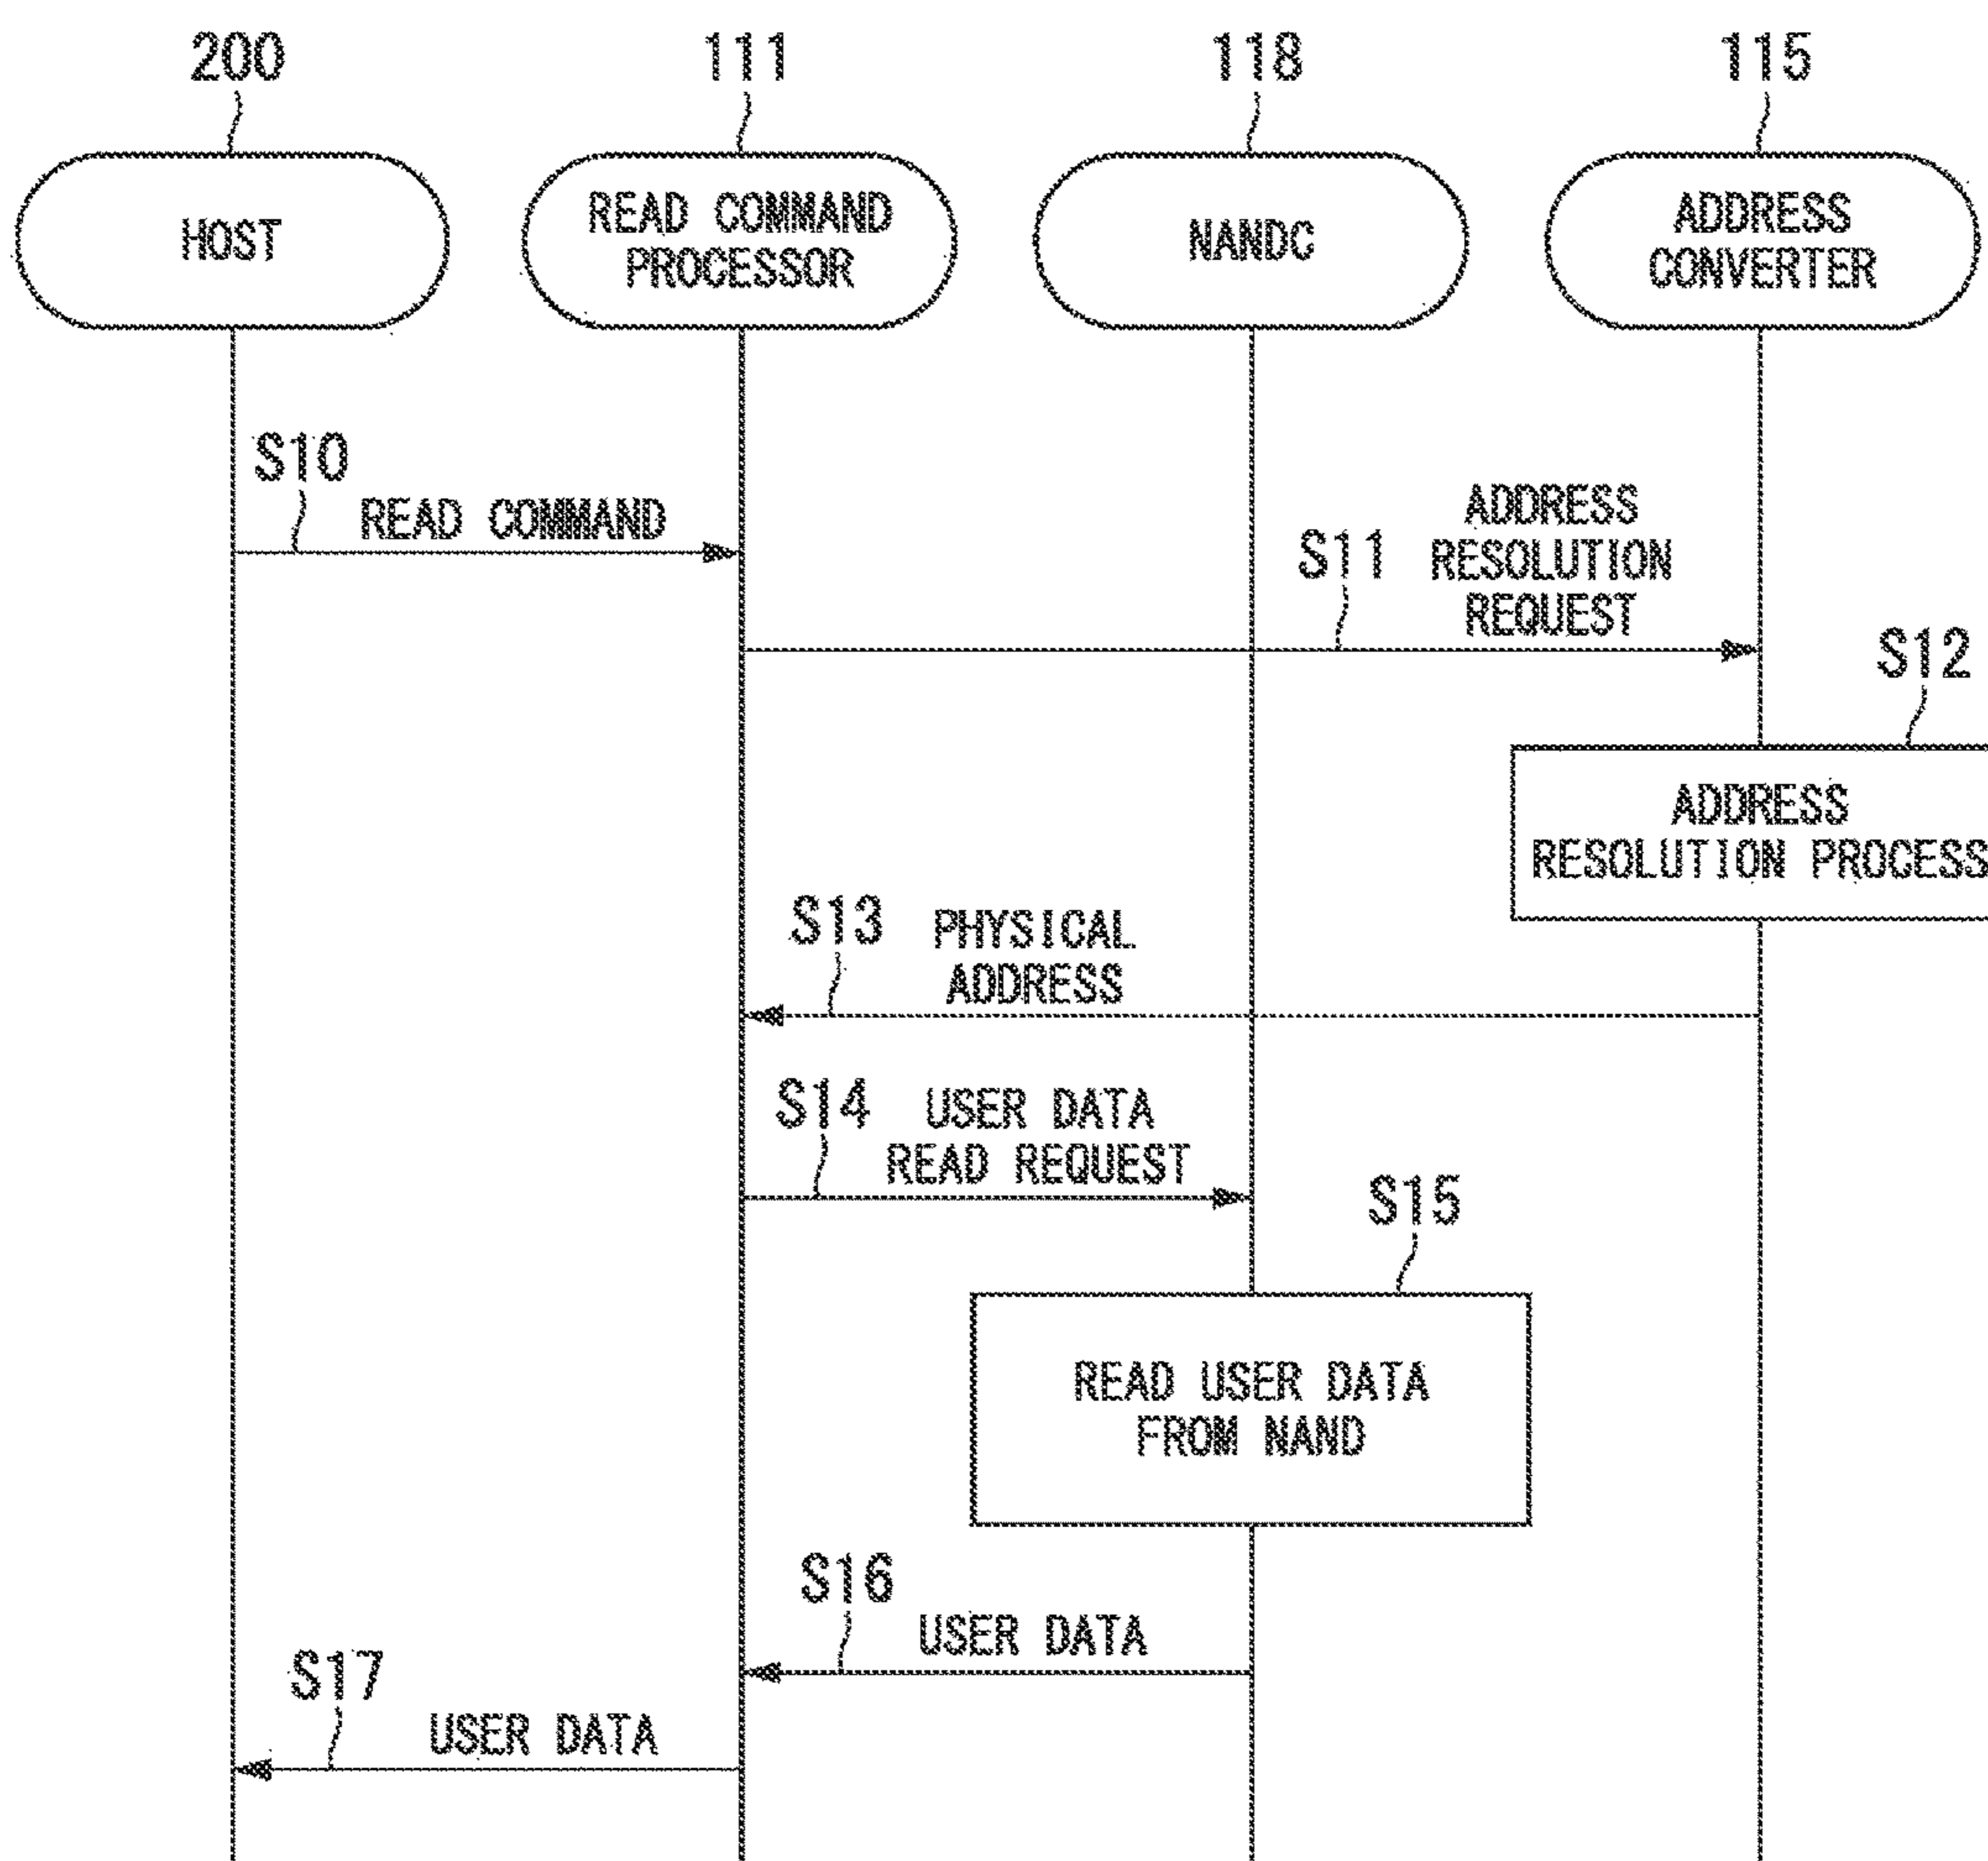 200
111
118
115
HOST
READ COMMAND
PROCESSOR
NANDC
ADDRESS
CONVERTER
S10
READ COMMAND
S11
ADDRESS
RESOLUTION
REQUEST
S12
ADDRESS
RESOLUTION PROCESS
S13
PHYSICAL
ADDRESS
S14
USER DATA
READ REQUEST
S15
READ USER DATA
FROM NAND
S16
USER DATA
S17
USER DATA